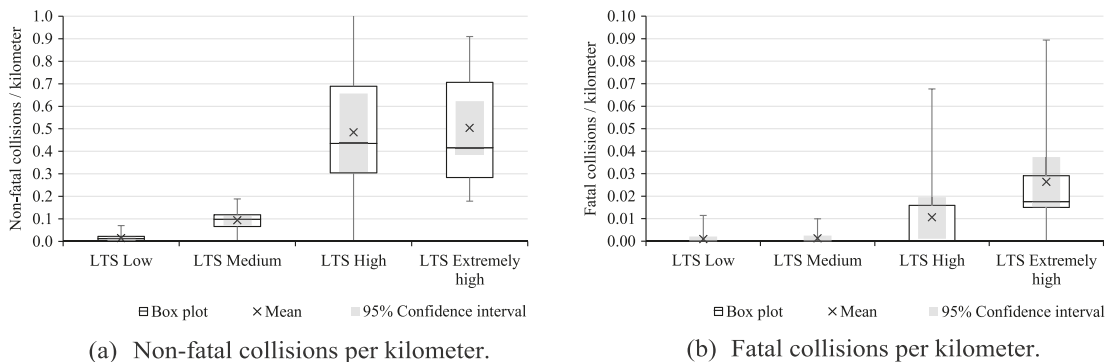 Non-fatal collisions / kilometer
1.0
0.9
0.8
0.7
0.6
0.5
0.4
0.3
0.2
0.1
0.0
LTS Low
LTS Medium
LTS High
LTS Extremely
high
Box plot
Mean
95% Confidence interval
(a) Non-fatal collisions per kilometer.
Fatal collisions / kilometer
0.10
0.09
0.08
0.07
0.06
0.05
0.04
0.03
0.02
0.01
0.00
LTS Low
LTS Medium
LTS High
LTS Extremely
high
Box plot
Mean
95% Confidence interval
(b) Fatal collisions per kilometer.